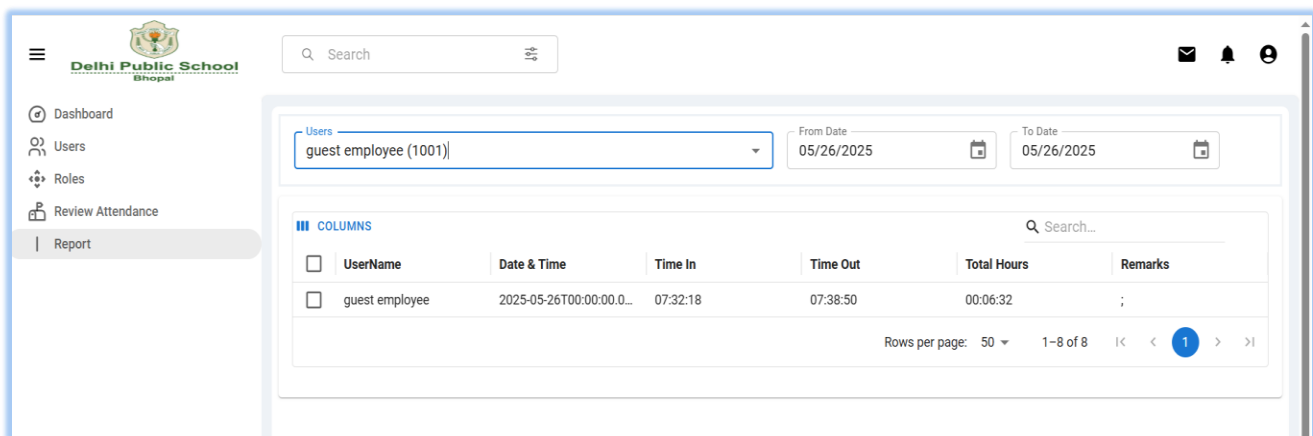 Delhi Public School
Bhopal
Search
Dashboard
Users
Roles
Review Attendance
Report
Users
guest employee (1001)
From Date
05/26/2025
To Date
05/26/2025
COLUMNS
Search...
UserName Date & Time Time In Time Out Total Hours Remarks
guest employee 2025-05-26T00:00:00.0... 07:32:18 07:38:50 00:06:32 ;
Rows per page: 50 1–8 of 8 1